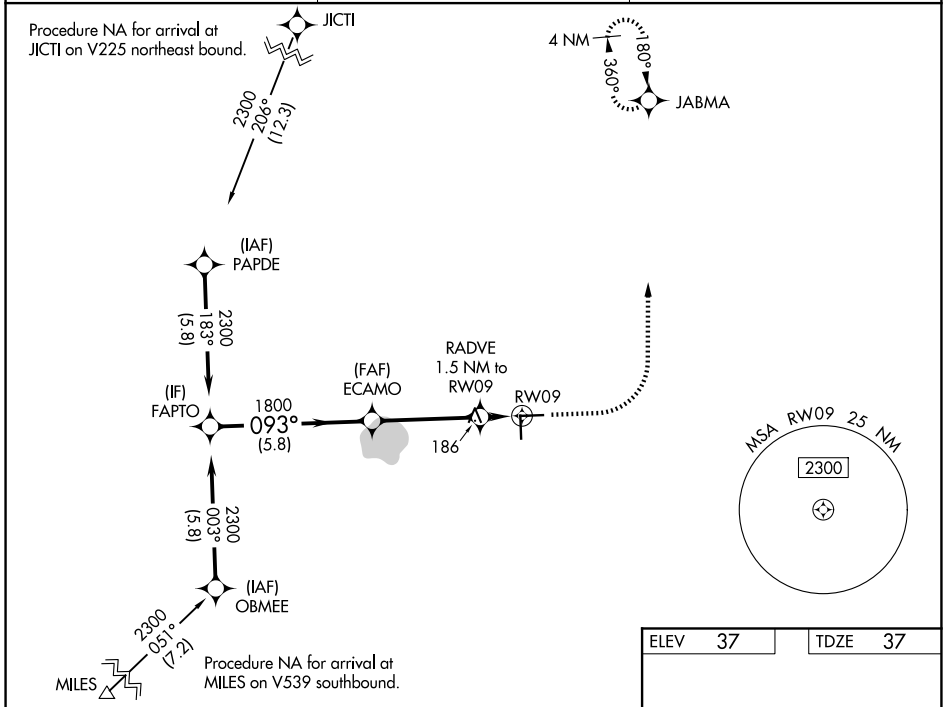 Procedure NA for arrival at
JICTI on V225 northeast bound.
JICTI
2300
206°
(12.3)
4 NM
360°
180°
JABMA
(IAF)
PAPDE
2300
183°
(5.8)
(IF)
FAPTO
1800
093°
(5.8)
(FAF)
ECAMO
RADVE
1.5 NM to
RW09
186
RW09
2300
003°
(5.8)
(IAF)
OBMEE
2300
051°
(7.2)
MILES
Procedure NA for arrival at
MILES on V539 southbound.
MSA RW09 25 NM
2300
ELEV 37
TDZE 37